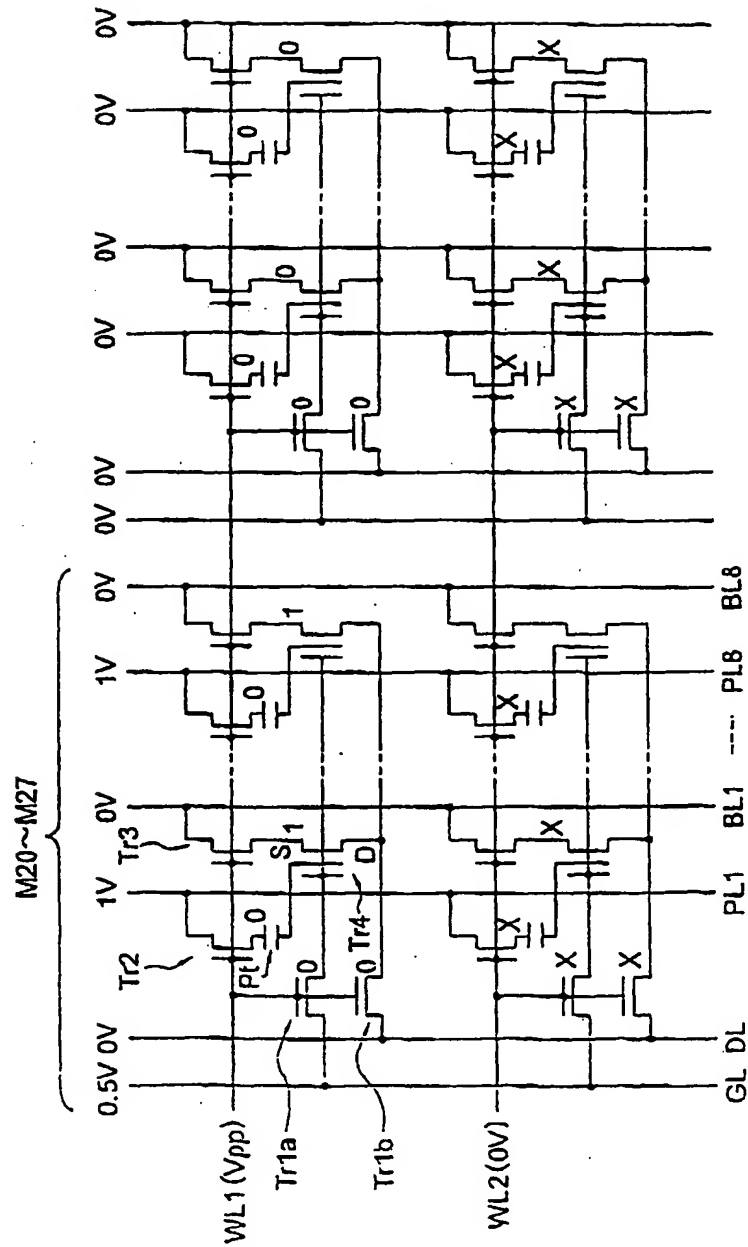 M20~M27
0.5V 0V 1V 0V 1V 0V 0V 0V 0V 0V 0V 0V
Tr2 Tr3
WL1(Vpp)
Pt 0 S 1 0 1 0 0 0 0
Tr1a 0 Tr4 D 0
Tr1b 0 0
WL2(0V)
X X X X X X X
X X
X X
GL DL PL1 BL1 ---- PL8 BL8